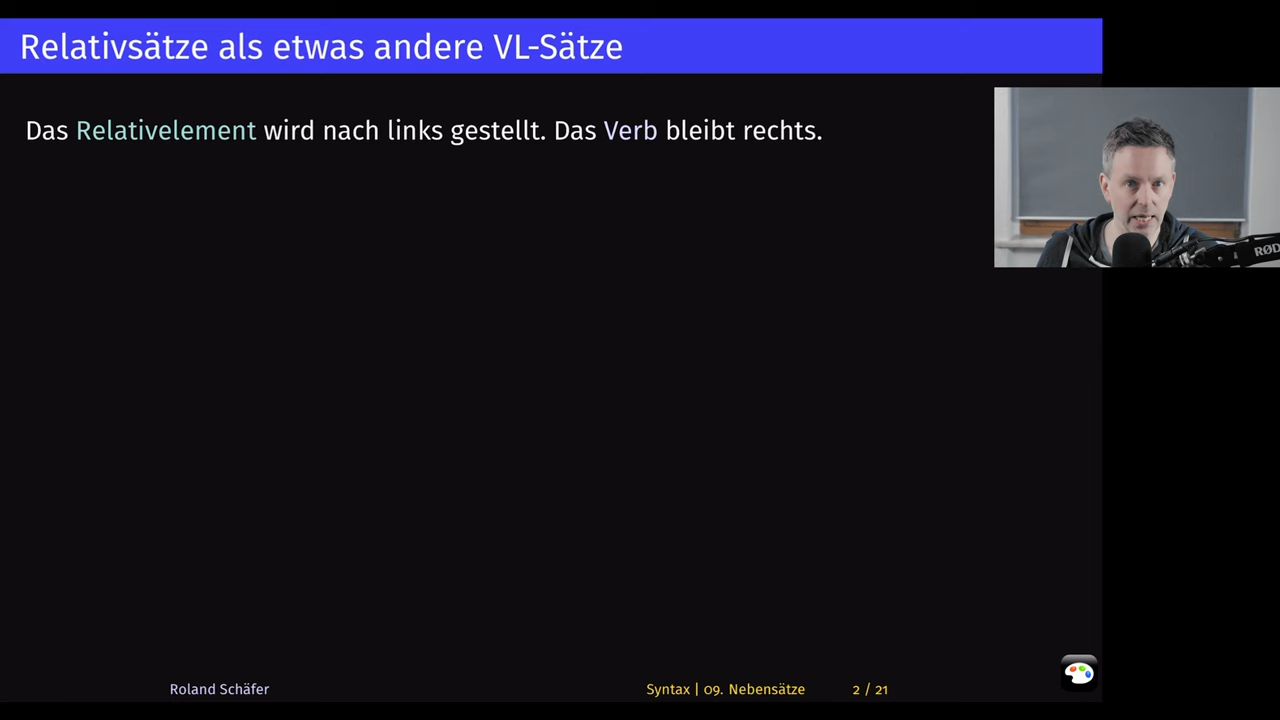 Relativsätze als etwas andere VL-Sätze
Das Relativelement wird nach links gestellt. Das Verb bleibt rechts.
RØD
Roland Schäfer
Syntax | 09. Nebensätze
2 / 21